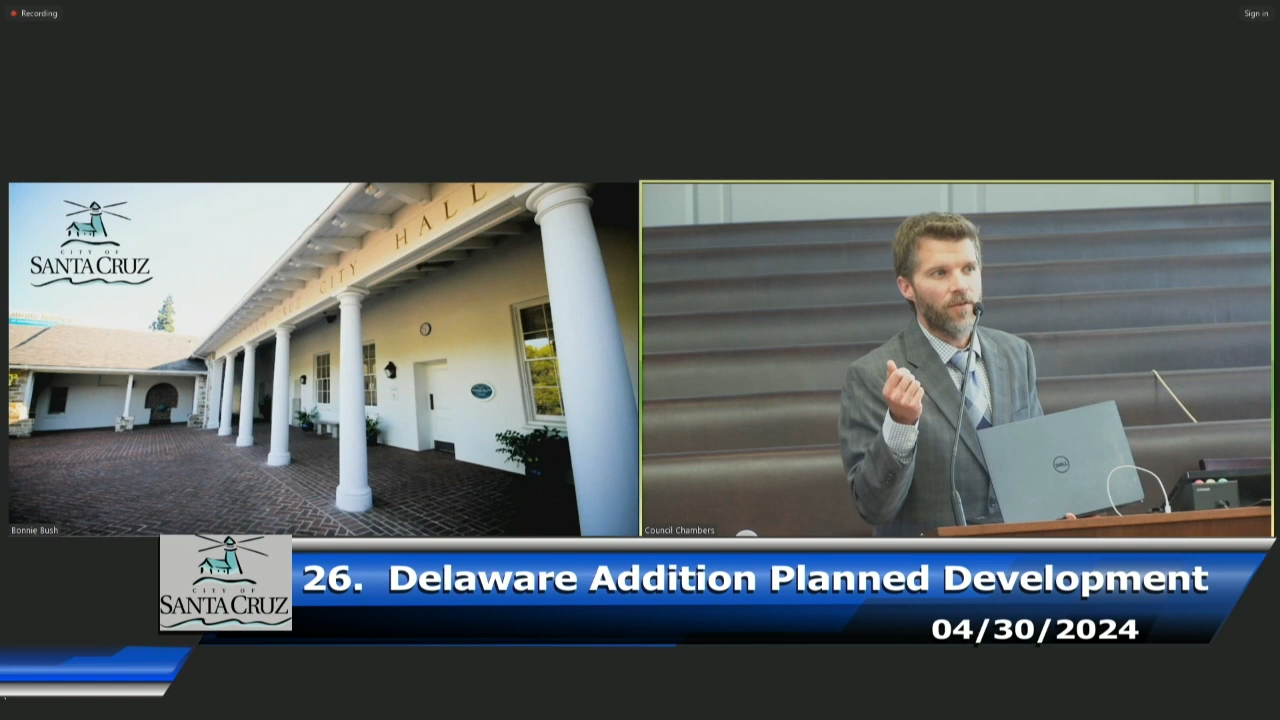 Recording
Sign in
CITY OF
SANTA CRUZ
CITY HALL
Bonnie Bush
DELL
Council Chambers
CITY OF
SANTA CRUZ
26. Delaware Addition Planned Development
04/30/2024